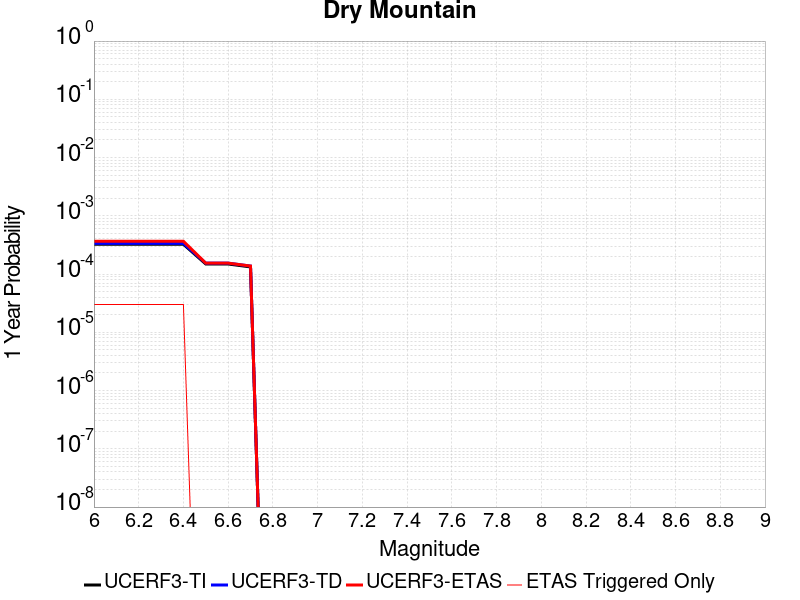 Dry Mountain
1 Year Probability
10^0
10^-1
10^-2
10^-3
10^-4
10^-5
10^-6
10^-7
10^-8
6 6.2 6.4 6.6 6.8 7 7.2 7.4 7.6 7.8 8 8.2 8.4 8.6 8.8 9
Magnitude
UCERF3-TI UCERF3-TD UCERF3-ETAS ETAS Triggered Only